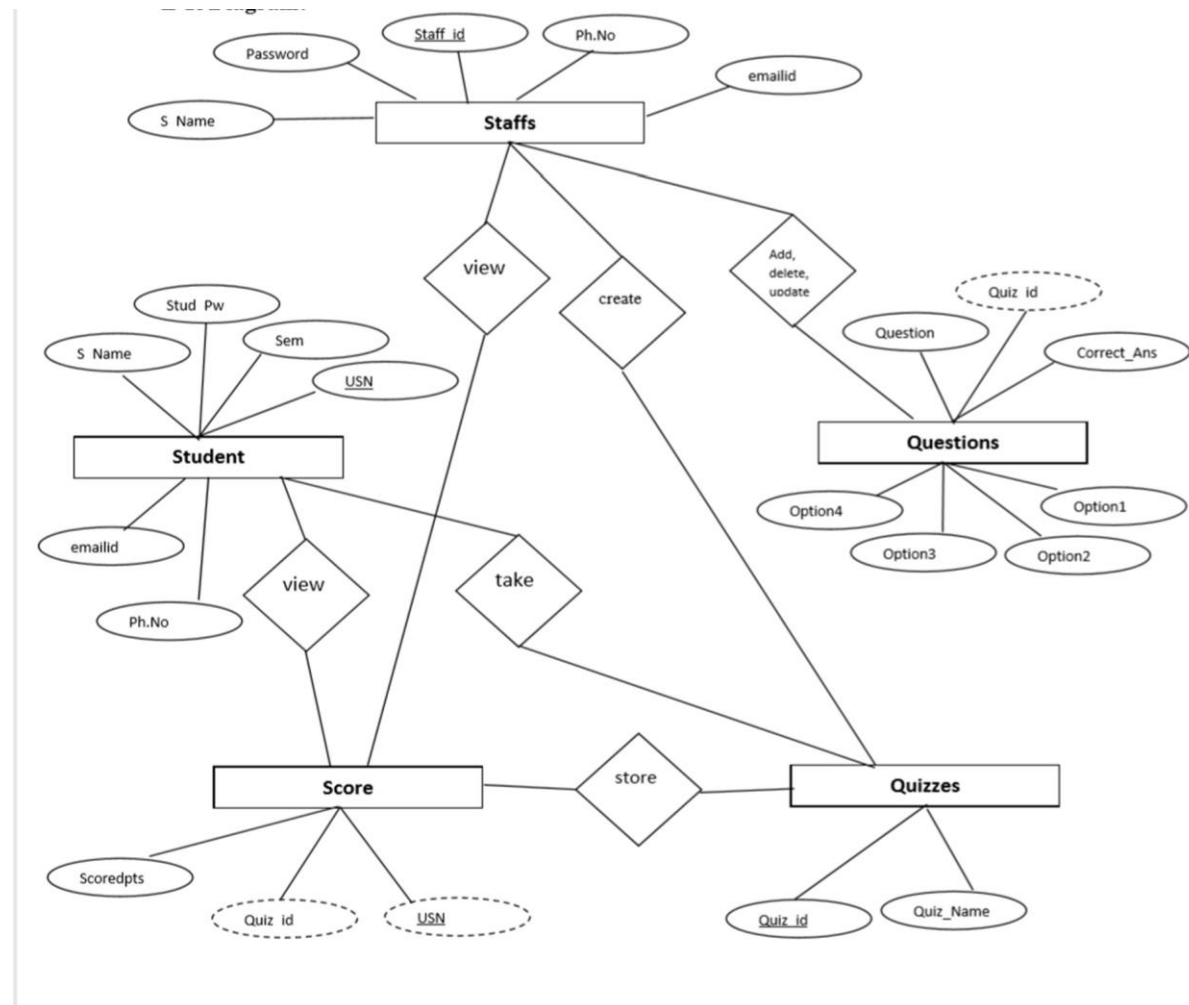 Staff_id
Ph.No
Password
emailid
S_Name
Staffs
view
create
Add,
delete,
update
Stud_Pw
S_Name
Sem
USN
Student
emailid
Ph.No
Quiz_id
Question
Correct_Ans
Questions
Option4
Option1
Option3
Option2
view
take
Score
store
Quizzes
Scoredpts
Quiz_id
USN
Quiz_id
Quiz_Name